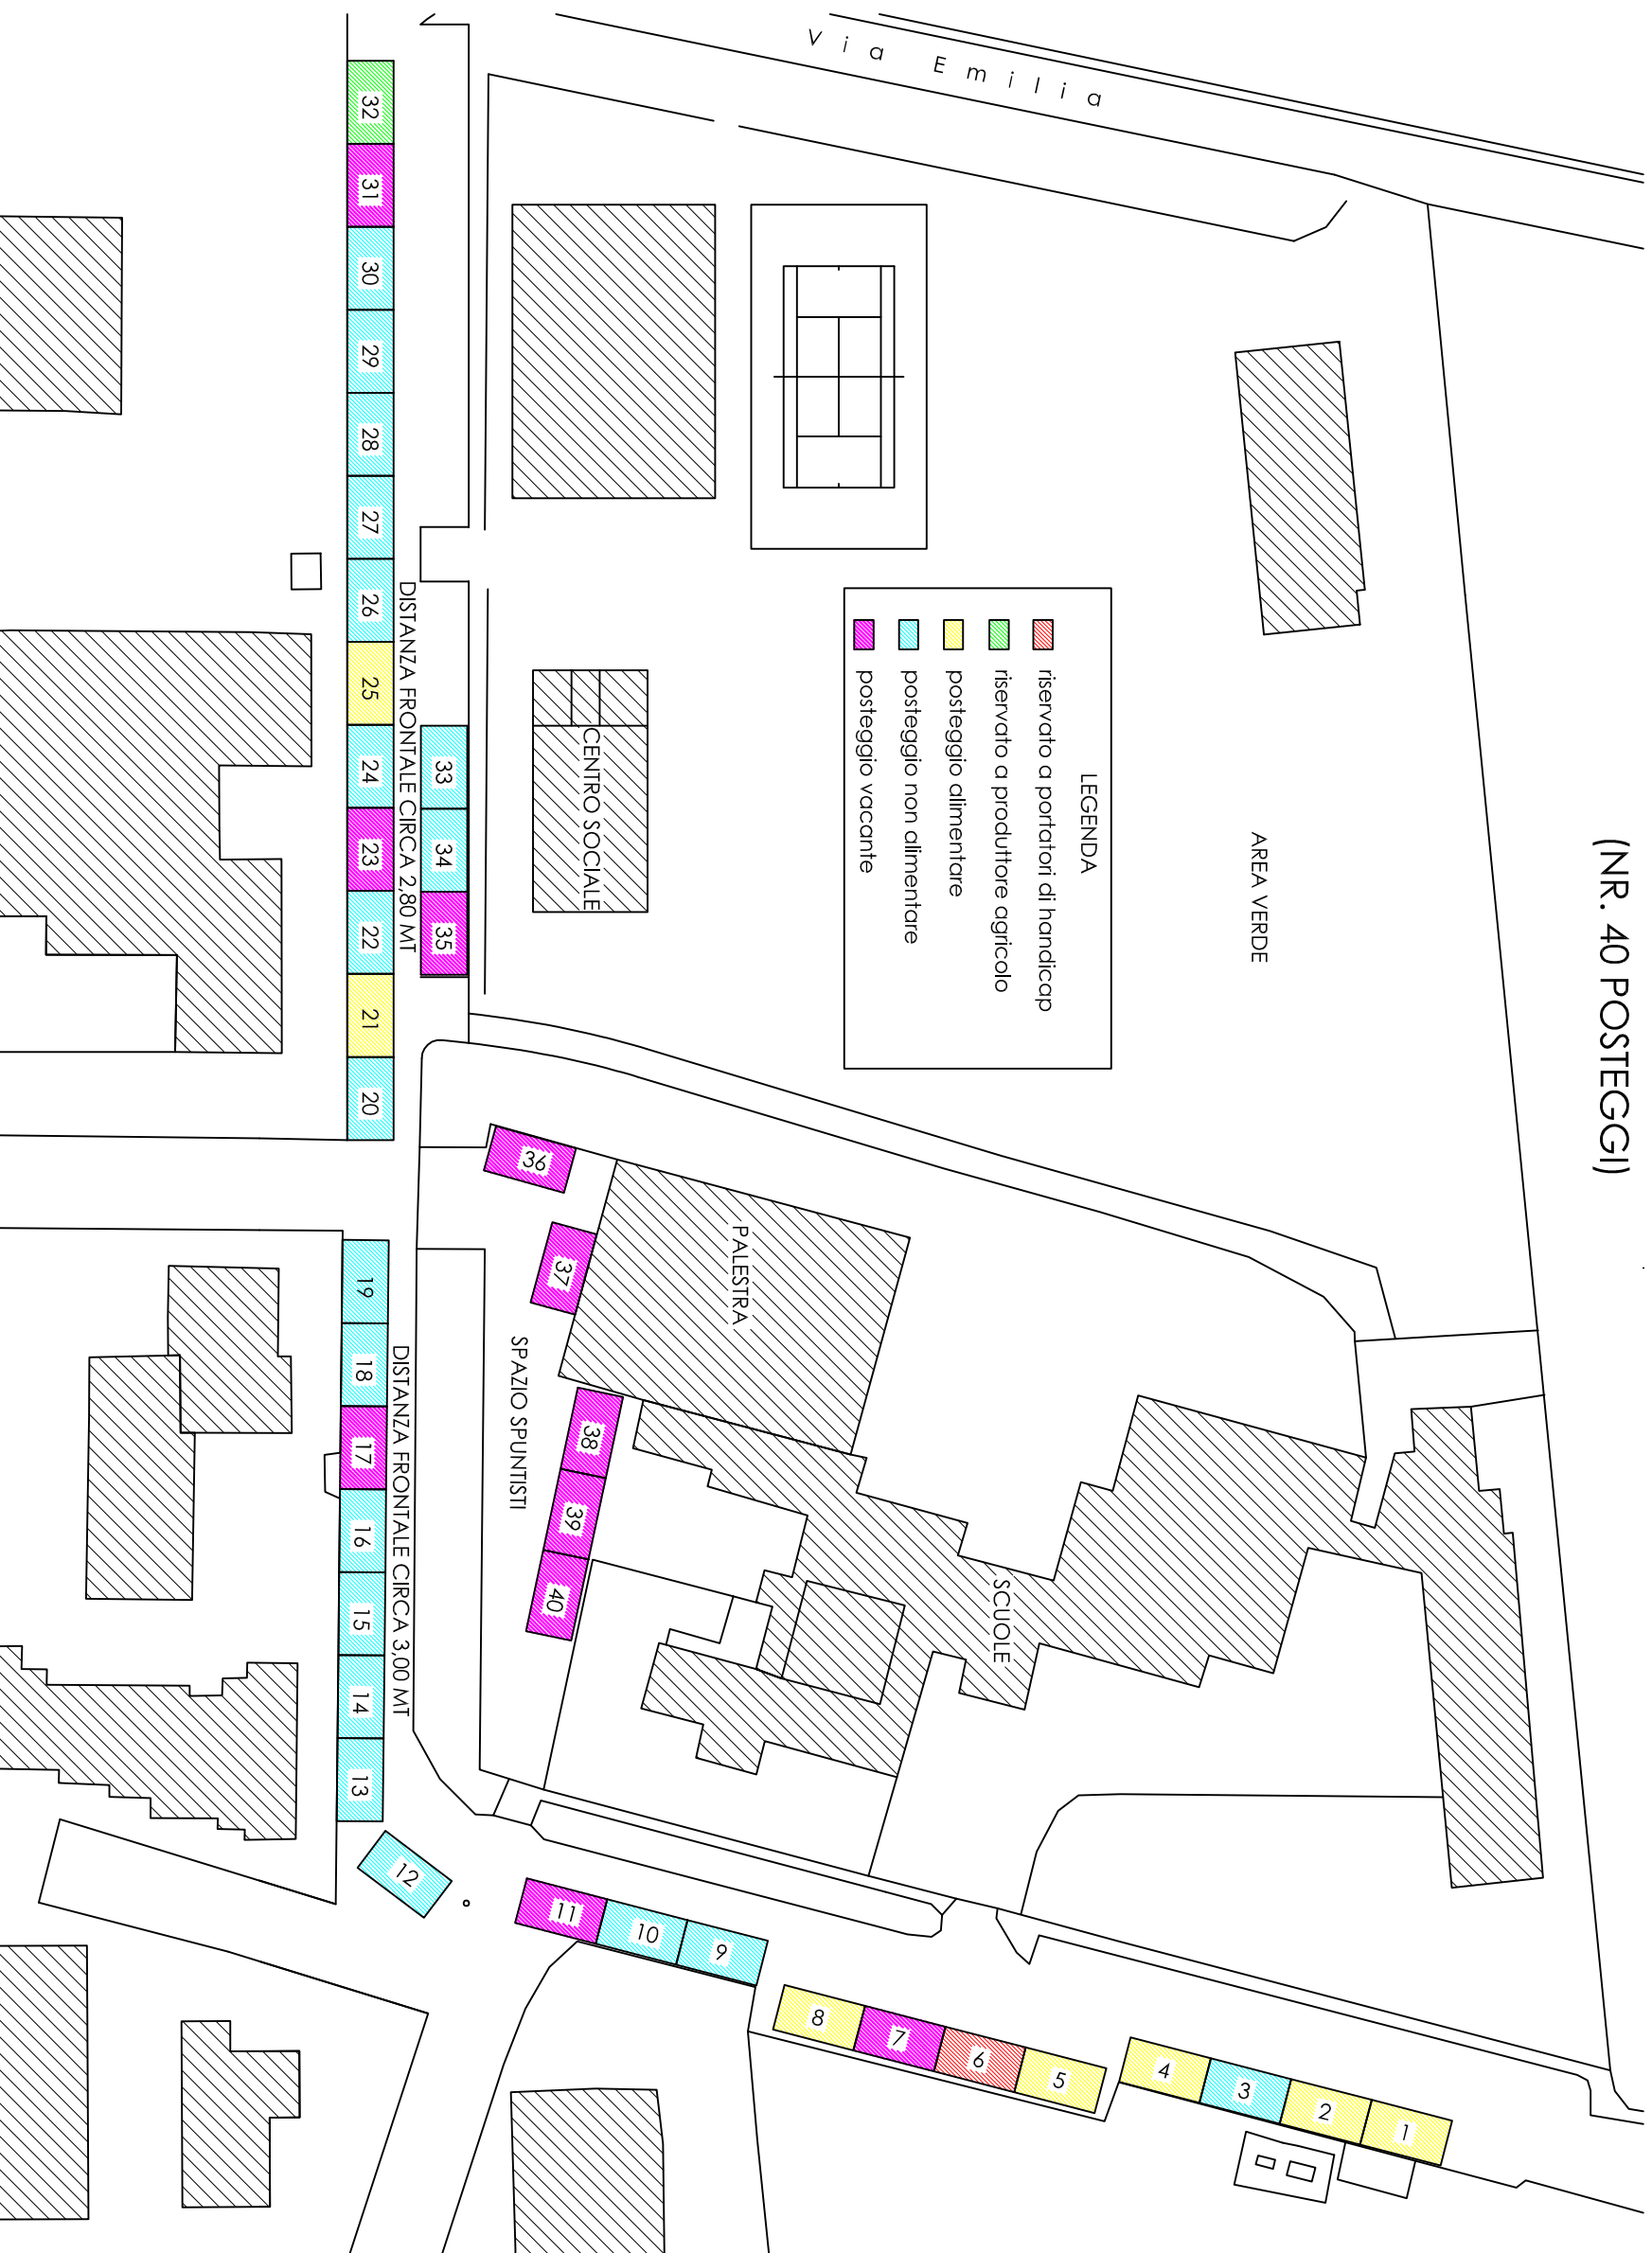 (NR. 40 POSTEGGI)
Via Emilia
AREA VERDE
LEGENDA
riservato a portatori di handicap
riservato a produttore agricolo
posteggio alimentare
posteggio non alimentare
posteggio vacante
CENTRO SOCIALE
PALESTRA
SCUOLE
SPAZIO SPUNTISTI
DISTANZA FRONTALE CIRCA 2,80 MT
DISTANZA FRONTALE CIRCA 3,00 MT
32
31
30
29
28
27
26
25
24
23
22
21
20
33
34
35
36
37
38
39
40
19
18
17
16
15
14
13
12
11
10
9
8
7
6
5
4
3
2
1